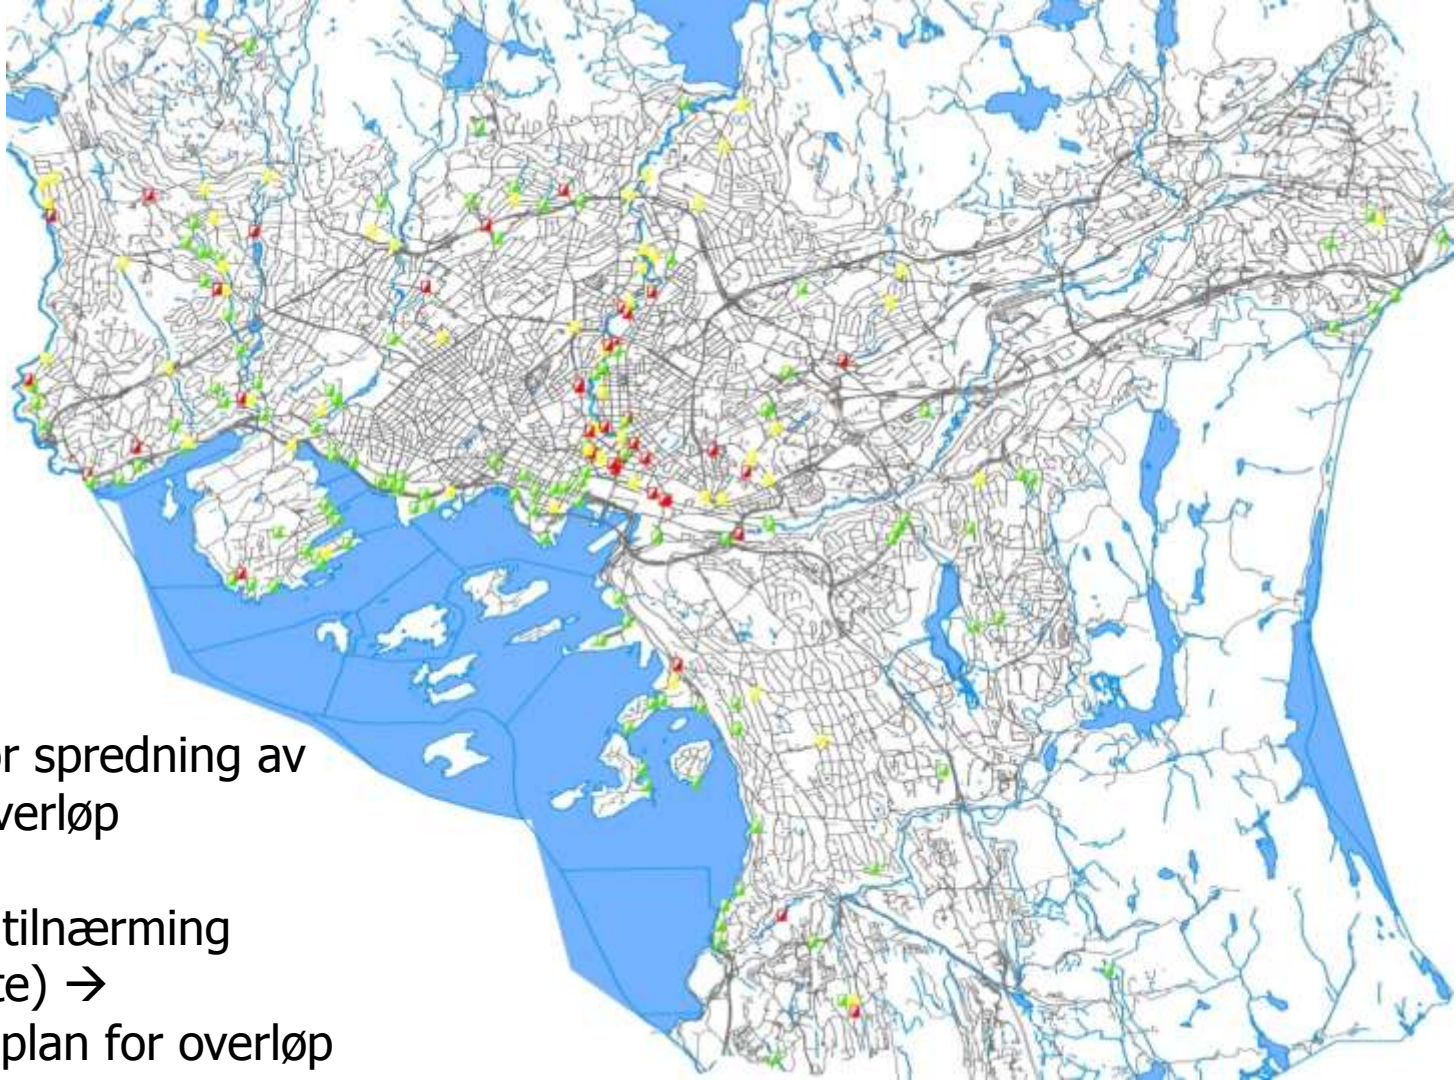 r spredning av
verløp
tilnærming
te) →
plan for overløp